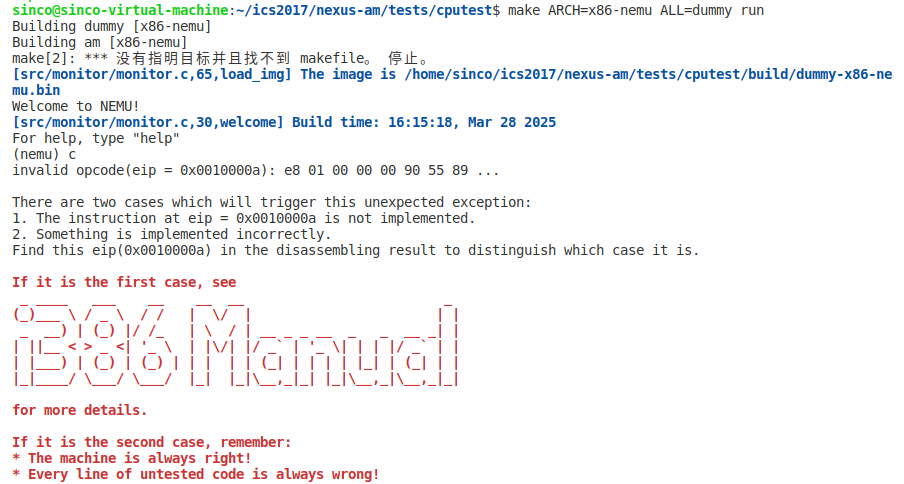 sinco@sinco-virtual-machine:~/ics2017/nexus-am/tests/cputest$ make ARCH=x86-nemu ALL=dummy run
Building dummy [x86-nemu]
Building am [x86-nemu]
make[2]: *** 没有指明目标并且找不到 makefile。 停止。
[src/monitor/monitor.c,65,load_img] The image is /home/sinco/ics2017/nexus-am/tests/cputest/build/dummy-x86-ne
mu.bin
Welcome to NEMU!
[src/monitor/monitor.c,30,welcome] Build time: 16:15:18, Mar 28 2025
For help, type "help"
(nemu) c
invalid opcode(eip = 0x0010000a): e8 01 00 00 00 90 55 89 ...
There are two cases which will trigger this unexpected exception:
1. The instruction at eip = 0x0010000a is not implemented.
2. Something is implemented incorrectly.
Find this eip(0x0010000a) in the disassembling result to distinguish which case it is.
If it is the first case, see
i386 Manual
for more details.
If it is the second case, remember:
* The machine is always right!
* Every line of untested code is always wrong!